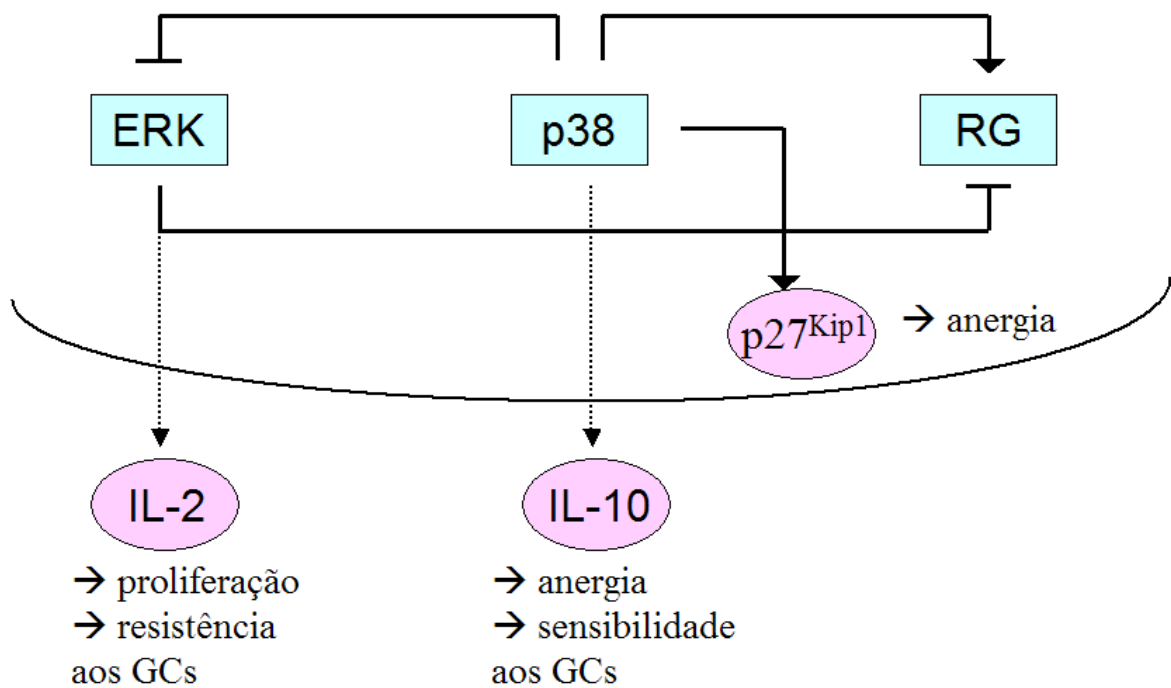 ERK
p38
RG
p27Kip1
→ anergia
IL-2
→ proliferação
→ resistência
aos GCs
IL-10
→ anergia
→ sensibilidade
aos GCs